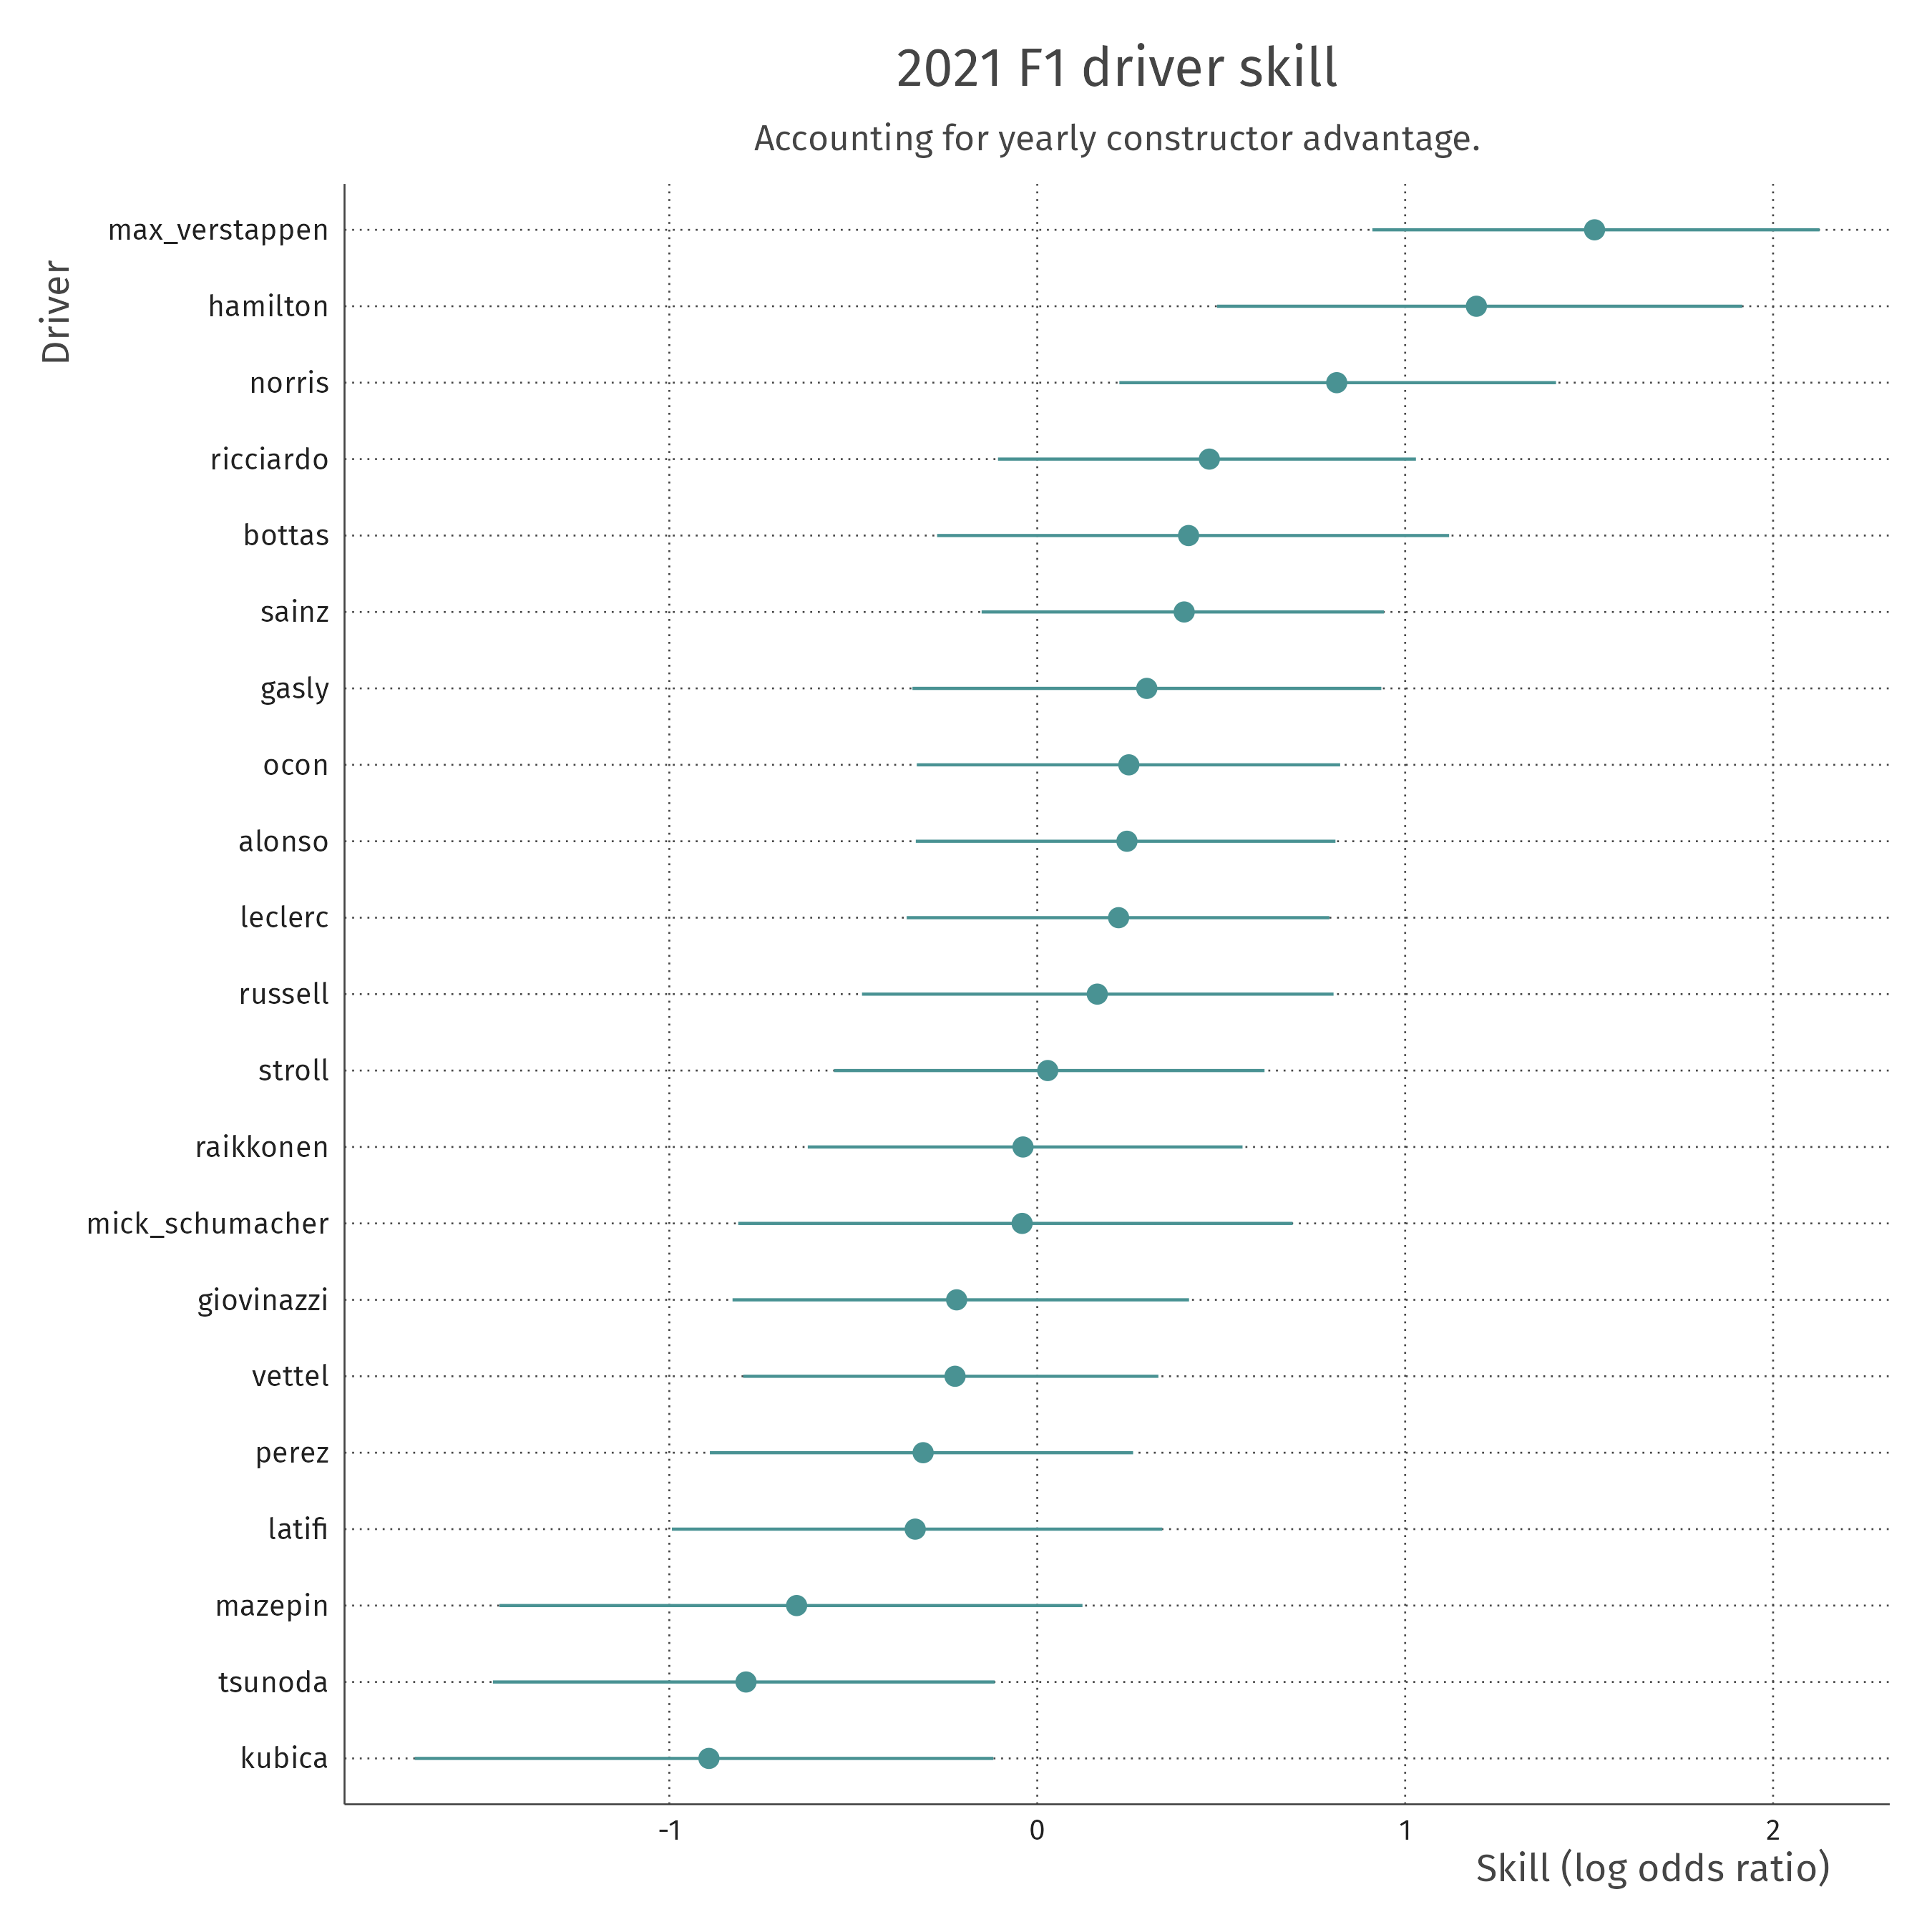 2021 F1 driver skill
Accounting for yearly constructor advantage.
Driver
max_verstappen
hamilton
norris
ricciardo
bottas
sainz
gasly
ocon
alonso
leclerc
russell
stroll
raikkonen
mick_schumacher
giovinazzi
vettel
perez
latifi
mazepin
tsunoda
kubica
-1 0 1 2
Skill (log odds ratio)